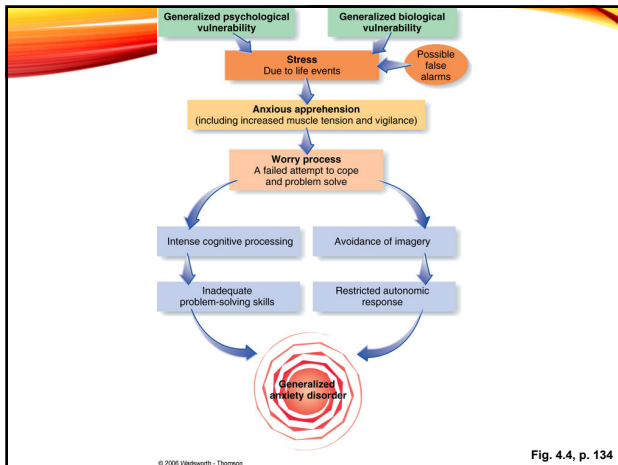 Generalized psychological
vulnerability
Generalized biological
vulnerability
Stress
Due to life events
Possible
false
alarms
Anxious apprehension
(including increased muscle tension and vigilance)
Worry process
A failed attempt to cope
and problem solve
Intense cognitive processing
Avoidance of imagery
Inadequate
problem-solving skills
Restricted autonomic
response
Generalized
anxiety disorder
© 2006 Wadsworth - Thomson
Fig. 4.4, p. 134